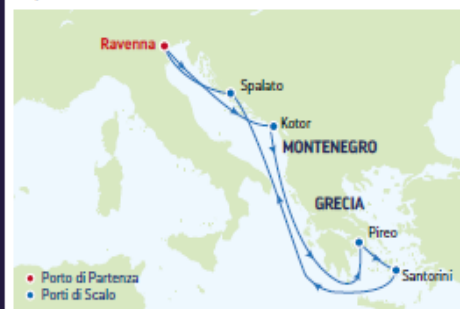 Ravenna
Spalato
Kotor
MONTENEGRO
GRECIA
Pireo
Santorini
Porto di Partenza
Porti di Scalo